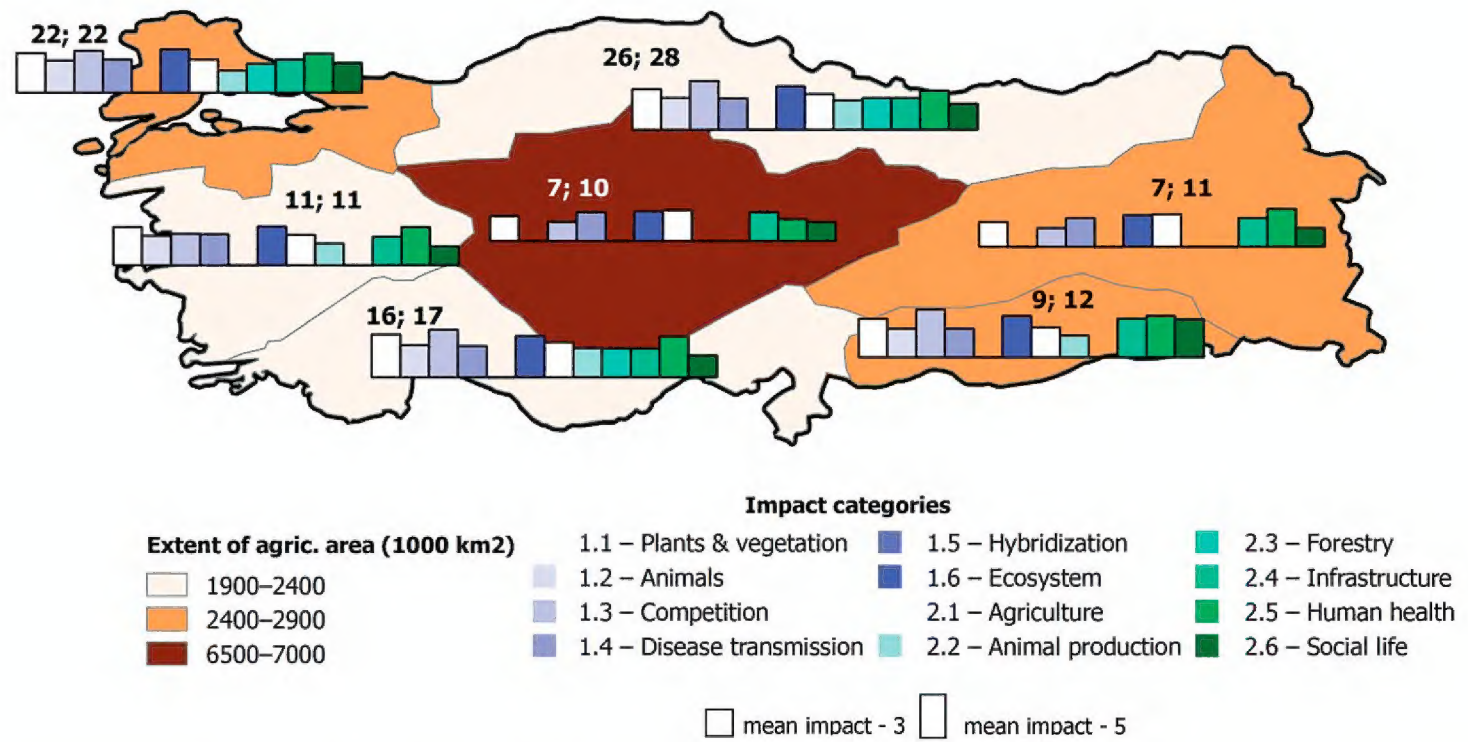 22; 22
26; 28
7; 10
7; 11
11; 11
9; 12
16; 17
Impact categories
Extent of agric. area (1000 km2)
1900–2400
2400–2900
6500–7000
1.1 – Plants & vegetation
1.2 – Animals
1.3 – Competition
1.4 – Disease transmission
1.5 – Hybridization
1.6 – Ecosystem
2.1 – Agriculture
2.2 – Animal production
2.3 – Forestry
2.4 – Infrastructure
2.5 – Human health
2.6 – Social life
mean impact - 3
mean impact - 5